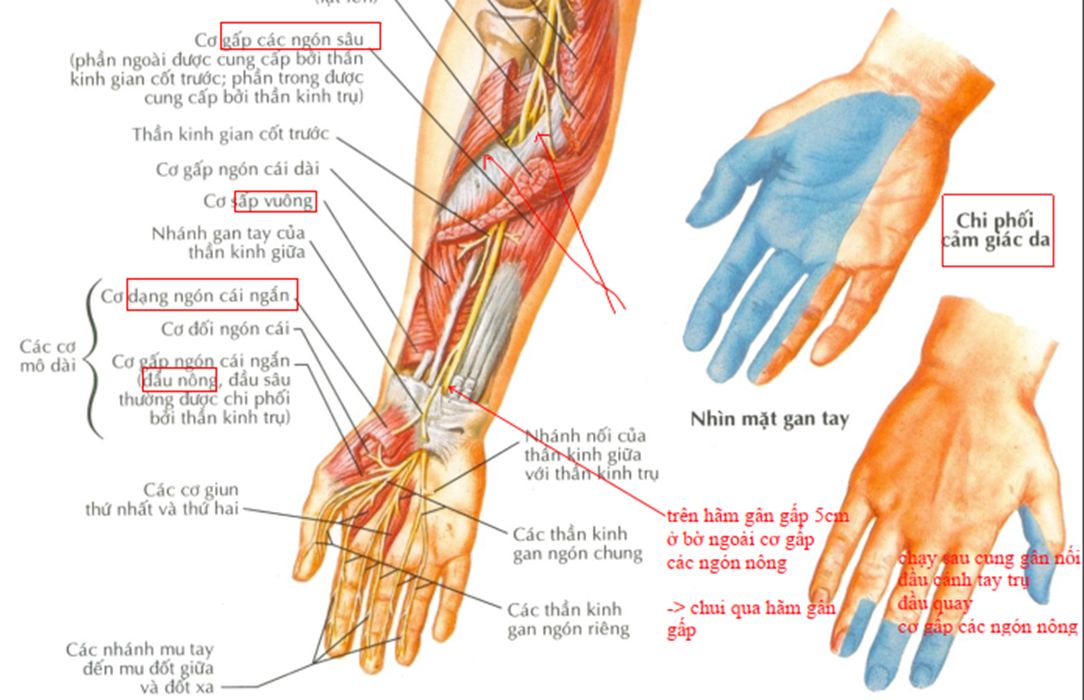 Cơ gấp các ngón sâu
(phần ngoài được cung cấp bởi thần
kinh gian cốt trước; phần trong được
cung cấp bởi thần kinh trụ)
Thần kinh gian cốt trước
Cơ gấp ngón cái dài
Cơ sấp vuông
Nhánh gan tay của
thần kinh giữa
Các cơ
mô dài
Cơ dạng ngón cái ngắn
Cơ đối ngón cái
Cơ gấp ngón cái ngắn
(đầu nông, đầu sâu
thường được chi phối
bởi thần kinh trụ)
Các cơ giun
thứ nhất và thứ hai
Các nhánh mu tay
đến mu đốt giữa
và đốt xa
Nhánh nối của
thần kinh giữa
với thần kinh trụ
Các thần kinh
gan ngón chung
Các thần kinh
gan ngón riêng
Chi phối
cảm giác da
Nhìn mặt gan tay
trên hãm gân gấp 5cm
ở bờ ngoài cơ gấp
các ngón nông
-> chui qua hãm gân
gấp
chạy sau cung gân nối
đầu cánh tay trụ
đầu quay
cơ gấp các ngón nông